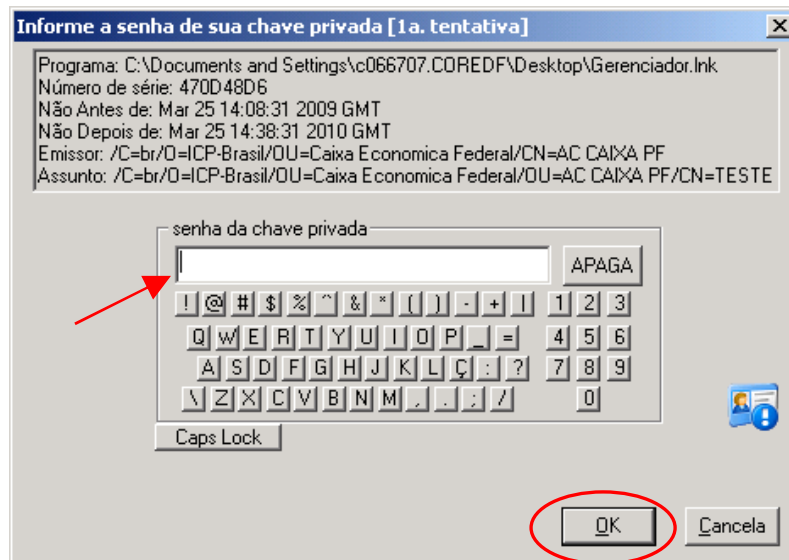 Informe a senha de sua chave privada [1a. tentativa]
Programa: C:\Documents and Settings\c066707.COREDF\Desktop\Gerenciador.lnk
Número de série: 470D48D6
Não Antes de: Mar 25 14:08:31 2009 GMT
Não Depois de: Mar 25 14:38:31 2010 GMT
Emissor: /C=br/O=ICP-Brasil/OU=Caixa Economica Federal/CN=AC CAIXA PF
Assunto: /C=br/O=ICP-Brasil/OU=Caixa Economica Federal/OU=AC CAIXA PF/CN=TESTE
senha da chave privada
APAGA
! @ # $ % ^ & * ( ) - + | 1 2 3
Q W E R T Y U I O P _ = 4 5 6
A S D F G H J K L Ç : ? 7 8 9
\ Z X C V B N M , . ; / 0
Caps Lock
OK Cancela